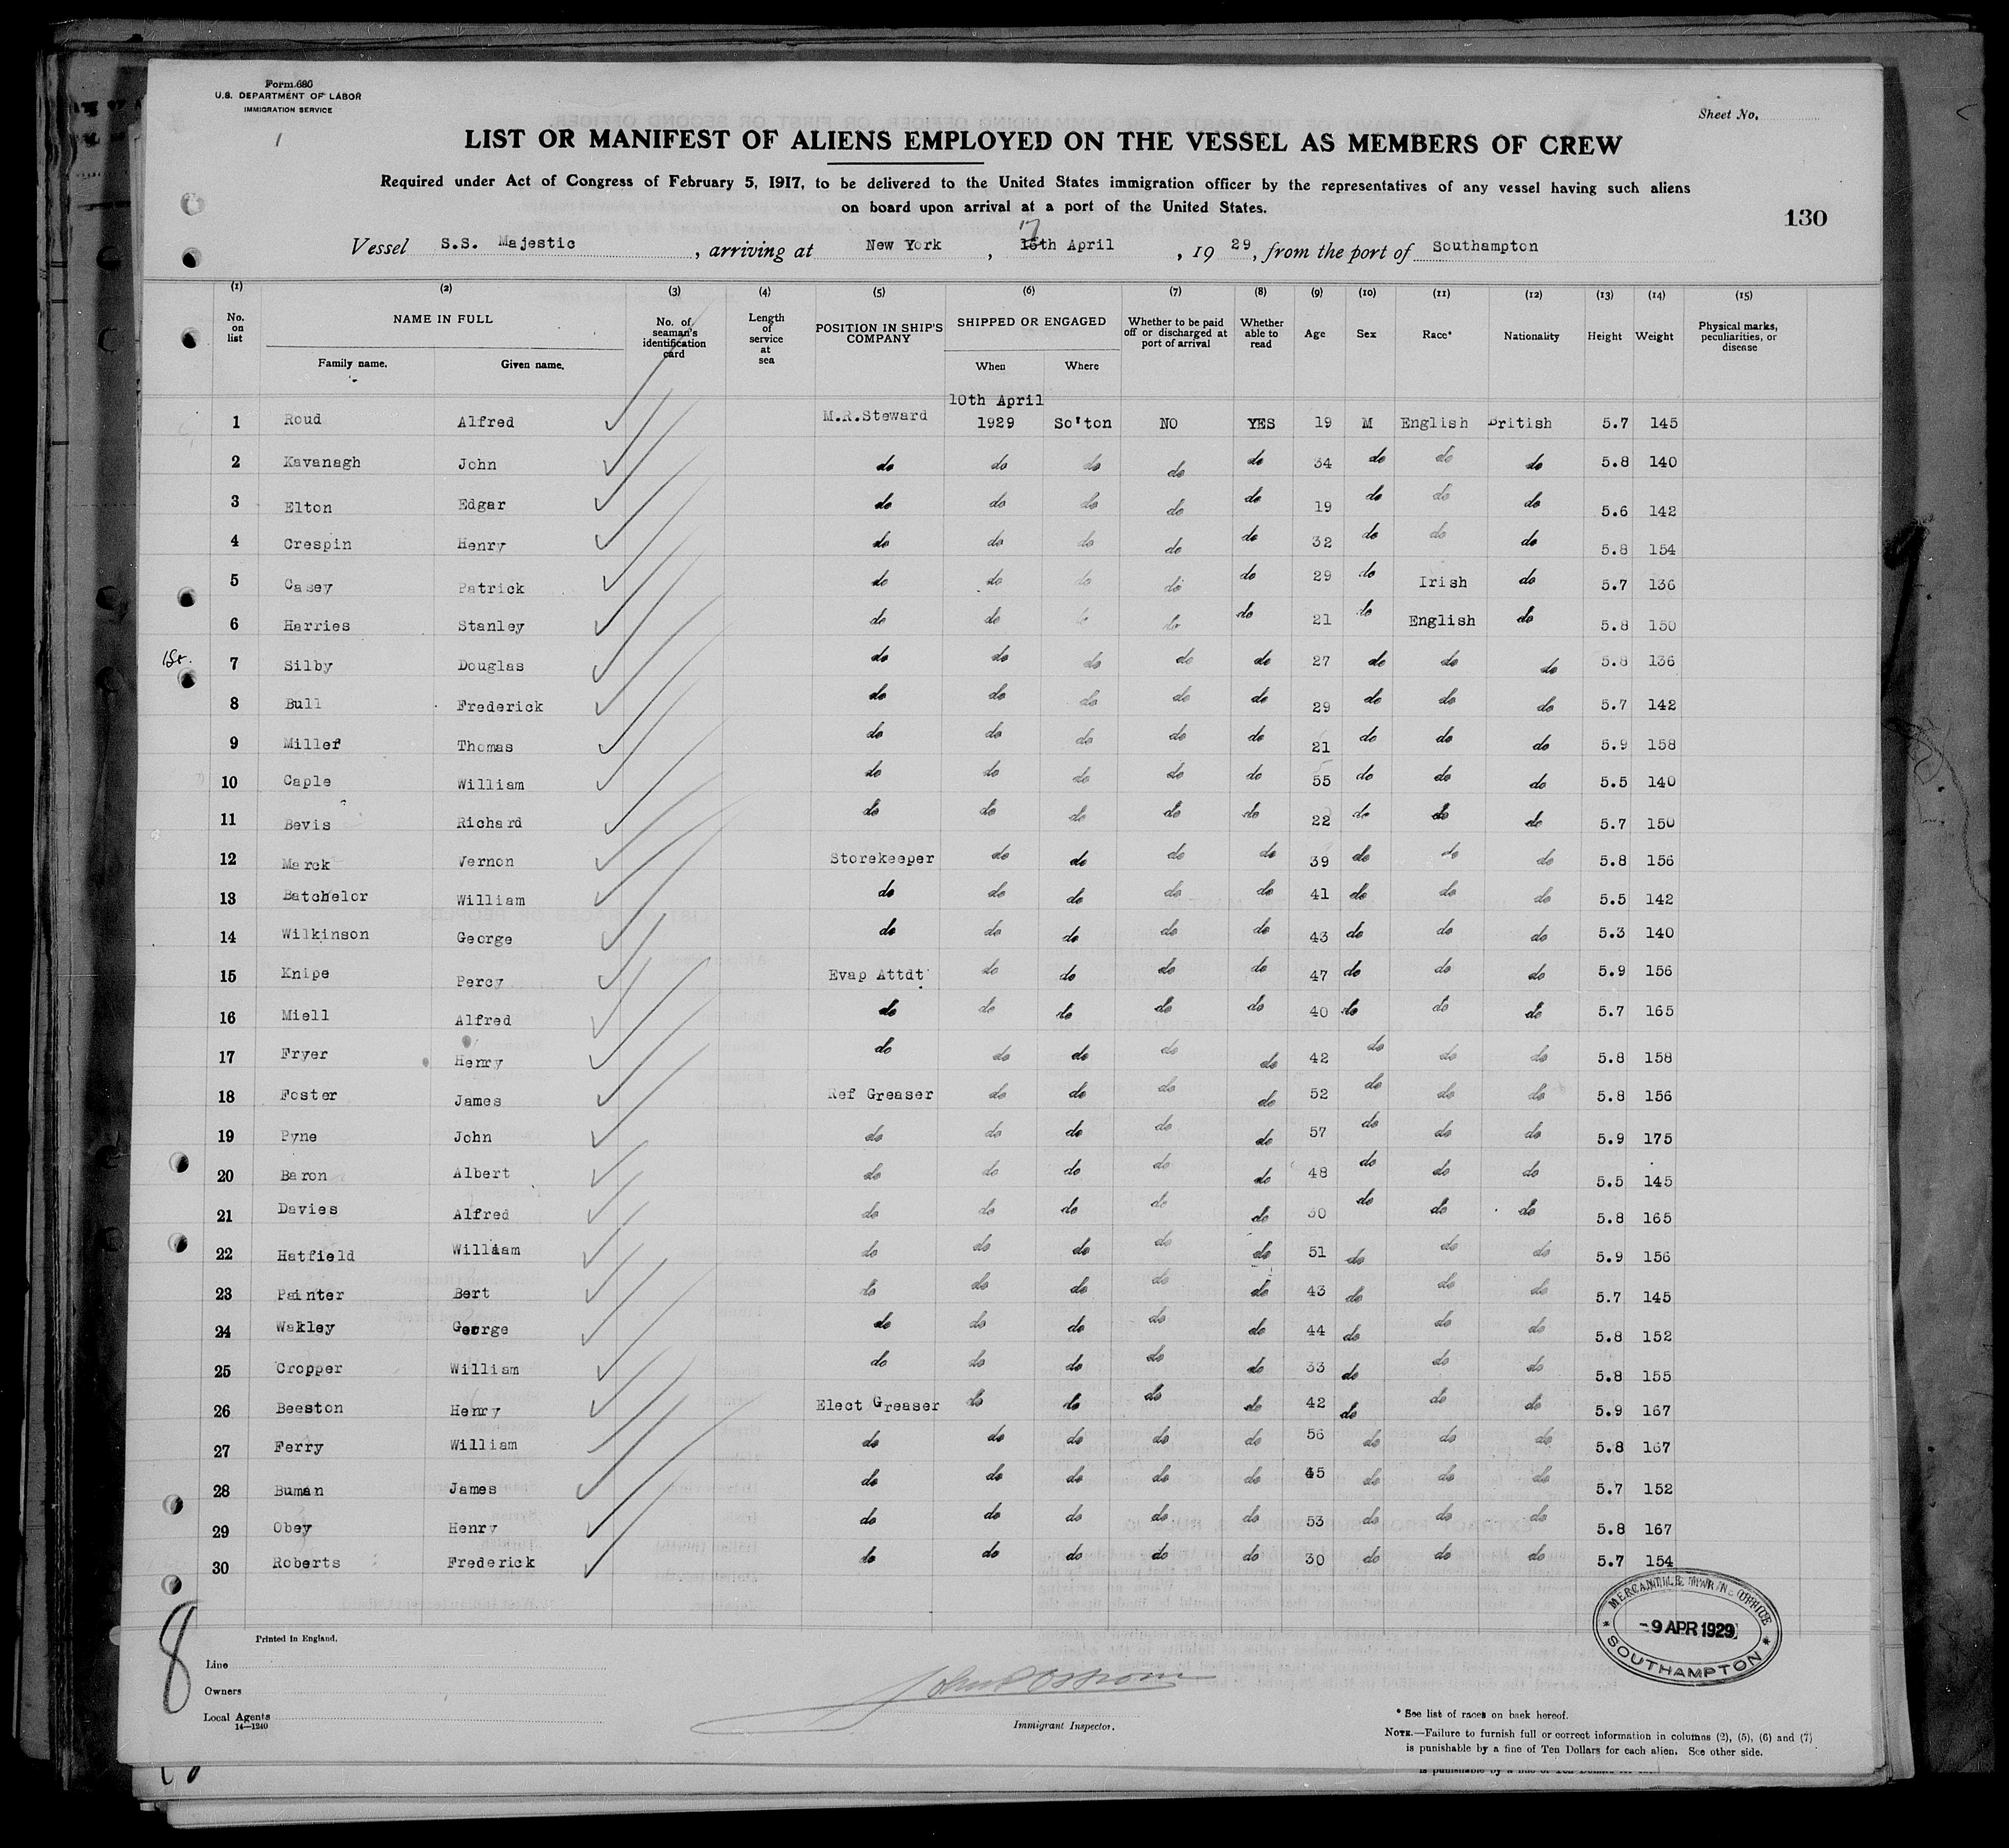 Form 680
U.S. DEPARTMENT OF LABOR
IMMIGRATION SERVICE
1
Sheet No.
LIST OR MANIFEST OF ALIENS EMPLOYED ON THE VESSEL AS MEMBERS OF CREW
Required under Act of Congress of February 5, 1917, to be delivered to the United States immigration officer by the representatives of any vessel having such aliens
on board upon arrival at a port of the United States.
130
17
Vessel S.S. Majestic, arriving at New York, 16th April, 1929, from the port of Southampton
(1) (2) (3) (4) (5) (6) (7) (8) (9) (10) (11) (12) (13) (14) (15)
No. on list NAME IN FULL Family name. Given name. No. of seaman's identification card Length of service at sea POSITION IN SHIP'S COMPANY SHIPPED OR ENGAGED When Where Whether to be paid off or discharged at port of arrival Whether able to read Age Sex Race* Nationality Height Weight Physical marks, peculiarities, or disease
10th April
1 Roud Alfred M.R.Steward 1929 So'ton NO YES 19 M English British 5.7 145
2 Kavanagh John do do do do do 34 do do do 5.8 140
3 Elton Edgar do do do do do 19 do do do 5.6 142
4 Crespin Henry do do do do do 32 do do do 5.8 154
5 Casey Patrick do do do do do 29 do Irish do 5.7 136
6 Harries Stanley do do do do do 21 do English do 5.8 150
7 Silby Douglas do do do do do 27 do do do 5.8 136
8 Bull Frederick do do do do do 29 do do do 5.7 142
9 Miller Thomas do do do do do 21 do do do 5.9 158
10 Caple William do do do do do 55 do do do 5.5 140
11 Bevis Richard do do do do do 22 do do do 5.7 150
12 Marck Vernon Storekeeper do do do do 39 do do do 5.8 156
13 Batchelor William do do do do do 41 do do do 5.5 142
14 Wilkinson George do do do do do 43 do do do 5.3 140
15 Knipe Percy Evap Attdt do do do do 47 do do do 5.9 156
16 Miell Alfred do do do do do 40 do do do 5.7 165
17 Fryer Henry do do do do do 42 do do do 5.8 158
18 Foster James Ref Greaser do do do do 52 do do do 5.8 156
19 Pyne John do do do do do 57 do do do 5.9 175
20 Baron Albert do do do do do 48 do do do 5.5 145
21 Davies Alfred do do do do do 50 do do do 5.8 165
22 Hatfield William do do do do do 51 do do do 5.9 156
23 Painter Bert do do do do do 43 do do do 5.7 145
24 Wakley George do do do do do 44 do do do 5.8 152
25 Cropper William do do do do do 33 do do do 5.8 155
26 Beeston Henry Elect Greaser do do do do 42 do do do 5.9 167
27 Ferry William do do do do do 56 do do do 5.8 167
28 Buman James do do do do do 45 do do do 5.7 152
29 Obey Henry do do do do do 53 do do do 5.8 167
30 Roberts Frederick do do do do do 30 do do do 5.7 154
MERCANTILE MARINE OFFICE
-9 APR 1929
SOUTHAMPTON
8
Printed in England.
Line
Owners
Local Agents
14—1240
Immigrant Inspector.
* See list of races on back hereof.
NOTE.—Failure to furnish full or correct information in columns (2), (5), (6) and (7)
is punishable by a fine of Ten Dollars for each alien. See other side.